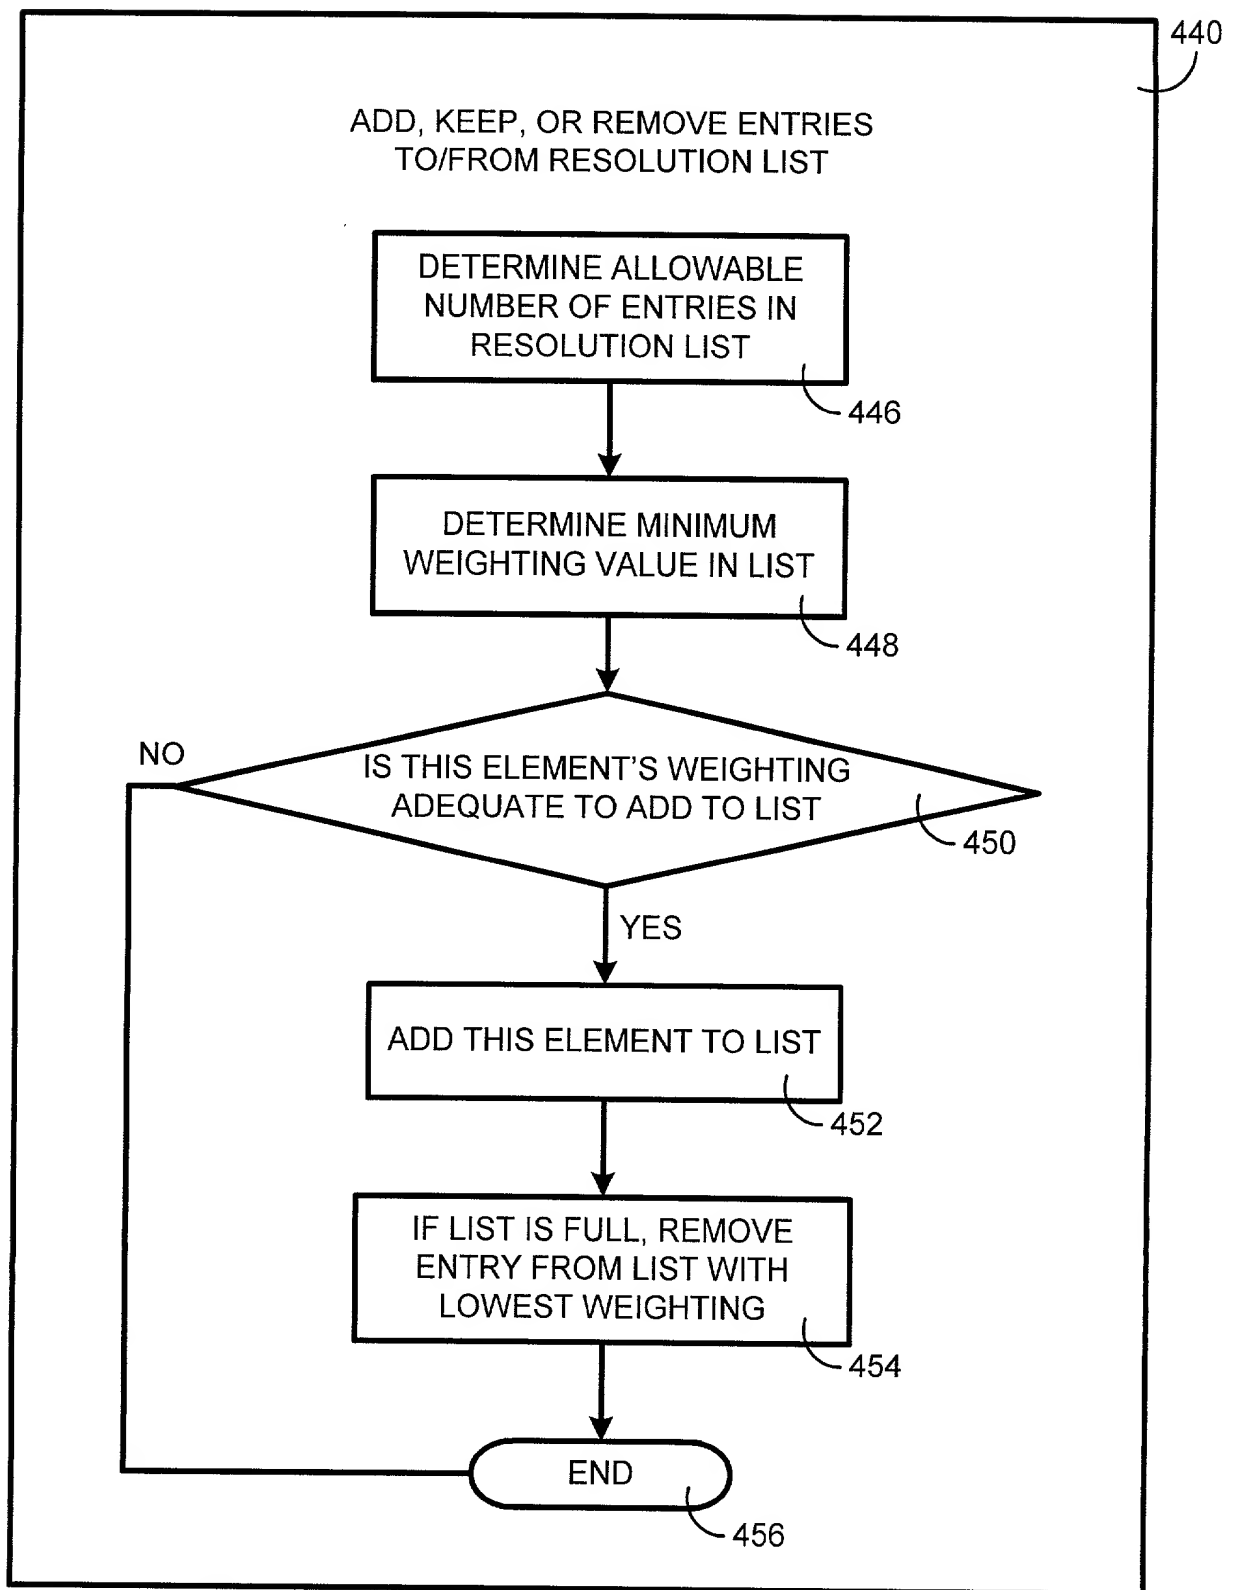 440
ADD, KEEP, OR REMOVE ENTRIES
TO/FROM RESOLUTION LIST
DETERMINE ALLOWABLE
NUMBER OF ENTRIES IN
RESOLUTION LIST
446
DETERMINE MINIMUM
WEIGHTING VALUE IN LIST
448
NO
IS THIS ELEMENT'S WEIGHTING
ADEQUATE TO ADD TO LIST
450
YES
ADD THIS ELEMENT TO LIST
452
IF LIST IS FULL, REMOVE
ENTRY FROM LIST WITH
LOWEST WEIGHTING
454
END
456